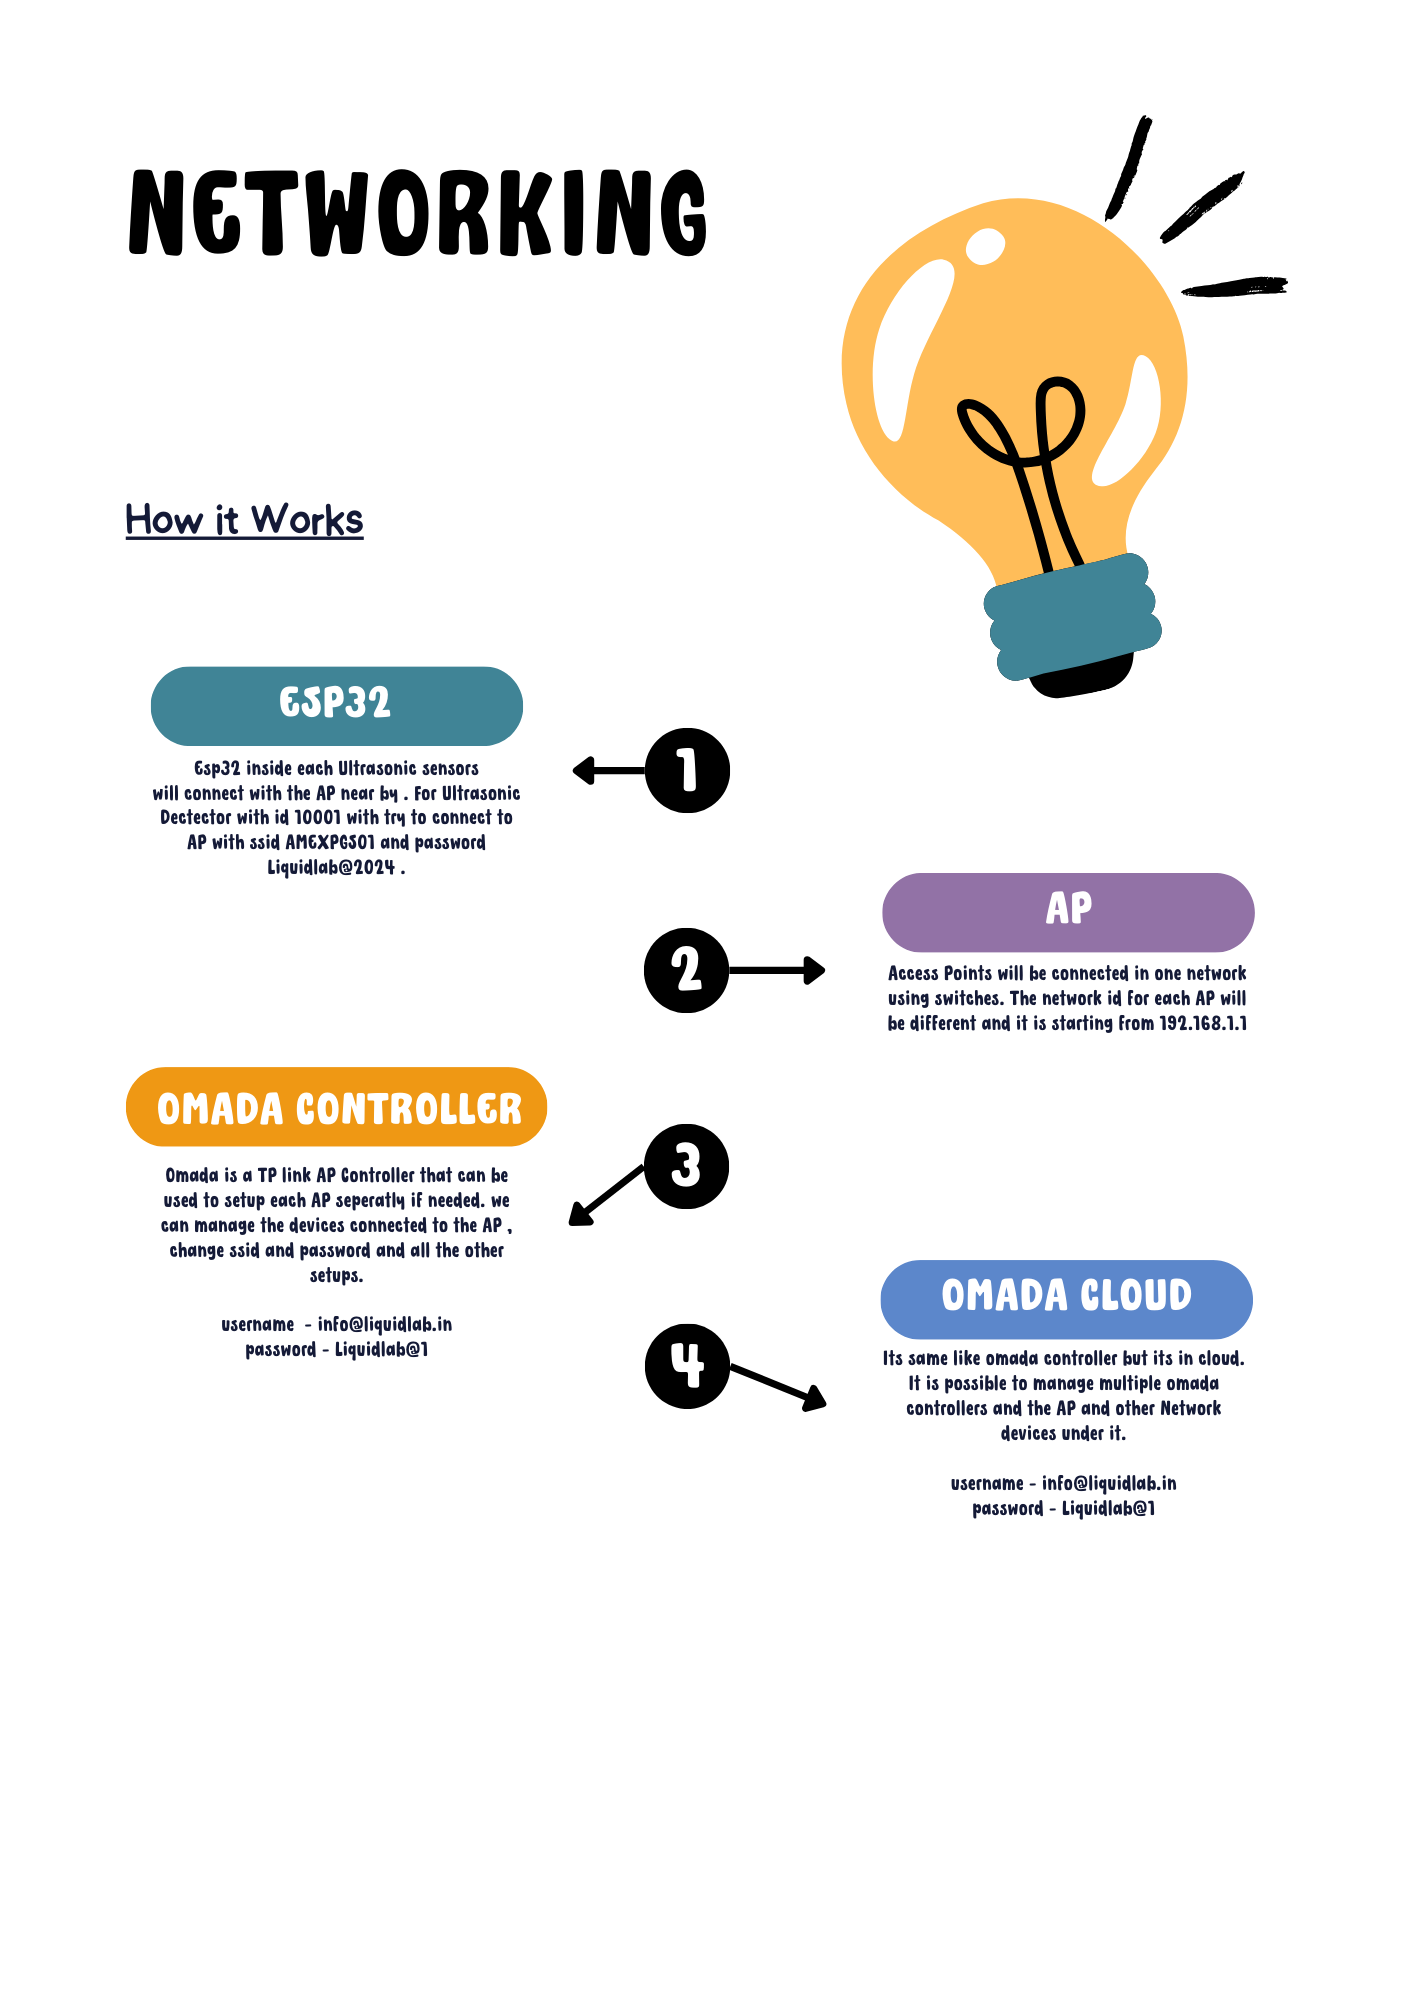 NETWORKING
How it Works
ESP32
1
Esp32 inside each Ultrasonic sensors
will connect with the AP near by . For Ultrasonic
Dectector with id 10001 with try to connect to
AP with ssid AMEXPGS01 and password
Liquidlab@2024 .
AP
2
Access Points will be connected in one network
using switches. The network id for each AP will
be different and it is starting from 192.168.1.1
OMADA CONTROLLER
3
Omada is a TP link AP Controller that can be
used to setup each AP seperatly if needed. we
can manage the devices connected to the AP ,
change ssid and password and all the other
setups.
username  - info@liquidlab.in
password - Liquidlab@1
OMADA CLOUD
4
Its same like omada controller but its in cloud.
It is possible to manage multiple omada
controllers and the AP and other Network
devices under it.
username - info@liquidlab.in
password - Liquidlab@1